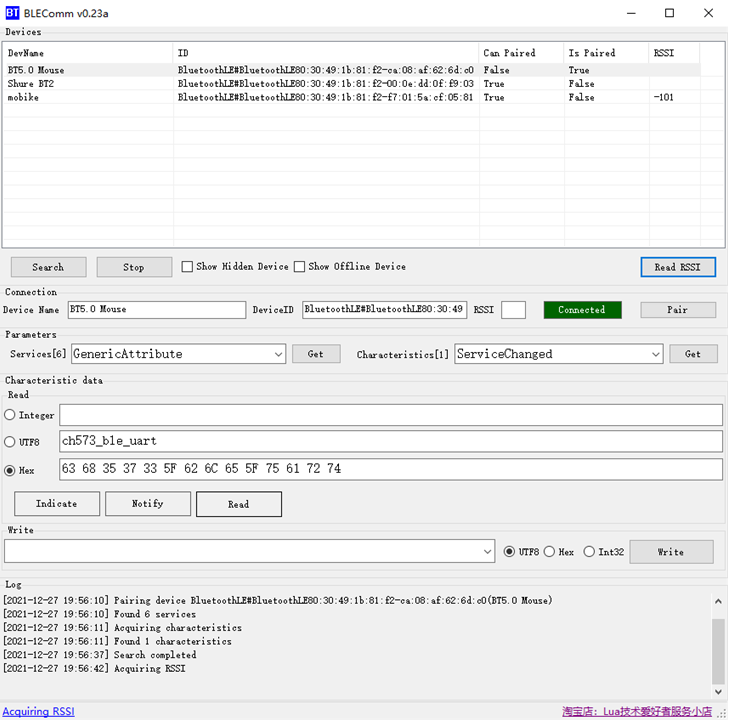 BT BLEComm v0.23a
Devices
DevName ID Can Paired Is Paired RSSI
BT5.0 Mouse BluetoothLE#BluetoothLE80:30:49:1b:81:f2-ca:08:af:62:6d:c0 False True
Shure BT2 BluetoothLE#BluetoothLE80:30:49:1b:81:f2-00:0e:dd:0f:f9:03 True False
mobike BluetoothLE#BluetoothLE80:30:49:1b:81:f2-f7:01:5a:cf:05:81 True False -101
Search Stop Show Hidden Device Show Offline Device Read RSSI
Connection
Device Name BT5.0 Mouse DeviceID BluetoothLE#BluetoothLE80:30:49 RSSI Connected Pair
Parameters
Services[6] GenericAttribute Get Characteristics[1] ServiceChanged Get
Characteristic data
Read
Integer
UTF8 ch573_ble_uart
Hex 63 68 35 37 33 5F 62 6C 65 5F 75 61 72 74
Indicate Notify Read
Write
UTF8 Hex Int32 Write
Log
[2021-12-27 19:56:10] Pairing device BluetoothLE#BluetoothLE80:30:49:1b:81:f2-ca:08:af:62:6d:c0(BT5.0 Mouse)
[2021-12-27 19:56:10] Found 6 services
[2021-12-27 19:56:11] Acquiring characteristics
[2021-12-27 19:56:11] Found 1 characteristics
[2021-12-27 19:56:37] Search completed
[2021-12-27 19:56:42] Acquiring RSSI
Acquiring RSSI 淘宝店：Lua技术爱好者服务小店